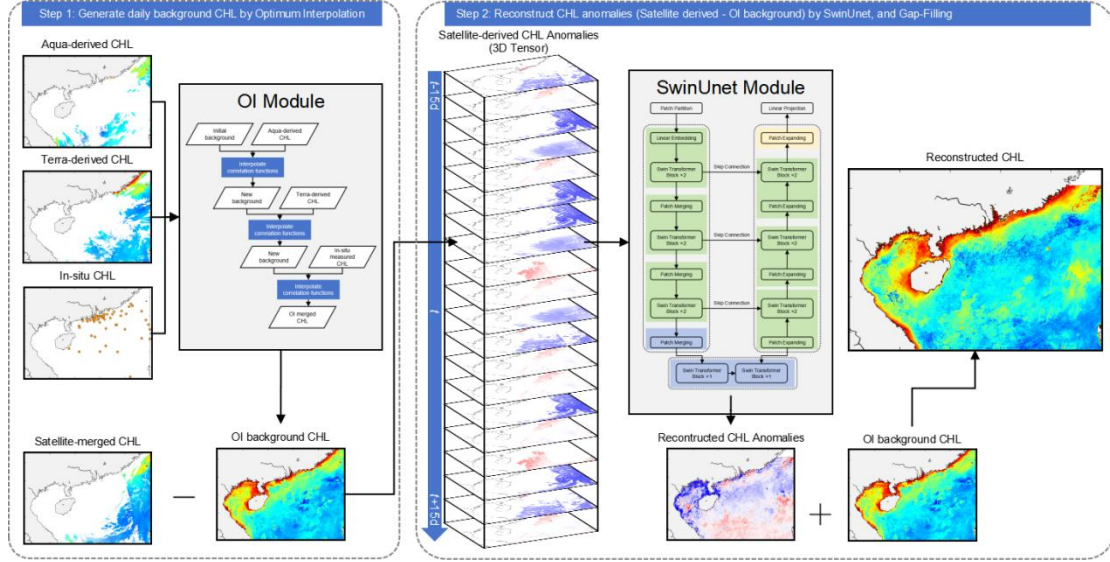 Step 1: Generate daily background CHL by Optimum Interpolation
Aqua-derived CHL
Terra-derived CHL
In-situ CHL
OI Module
Initial
background
Aqua-derived
CHL
Interpolate
correlation functions
New
background
Terra-derived
CHL
Interpolate
correlation functions
New
background
In-situ
measured
CHL
Interpolate
correlation functions
OI merged
CHL
Satellite-merged CHL
OI background CHL
Step 2: Reconstruct CHL anomalies (Satellite derived - OI background) by SwinUnet, and Gap-Filling
Satellite-derived CHL Anomalies
(3D Tensor)
t-15d
t
t+15d
SwinUnet Module
Patch Partition
Linear Embedding
Swin Transformer
Block ×2
Patch Merging
Swin Transformer
Block ×2
Patch Merging
Swin Transformer
Block ×2
Patch Merging
Swin Transformer
Block ×1
Swin Transformer
Block ×1
Skip Connection
Skip Connection
Skip Connection
Linear Projection
Patch Expanding
Swin Transformer
Block ×2
Patch Expanding
Swin Transformer
Block ×2
Patch Expanding
Swin Transformer
Block ×2
Patch Expanding
Reconstructed CHL Anomalies
OI background CHL
Reconstructed CHL